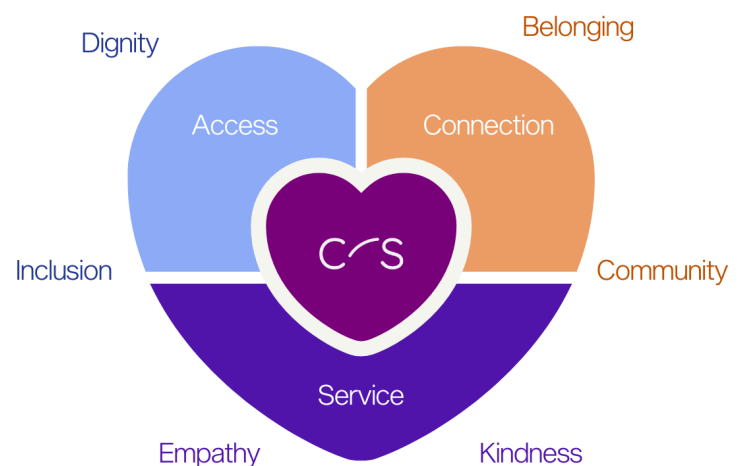 Belonging
Dignity
Access
Connection
C S
Inclusion
Community
Service
Empathy
Kindness